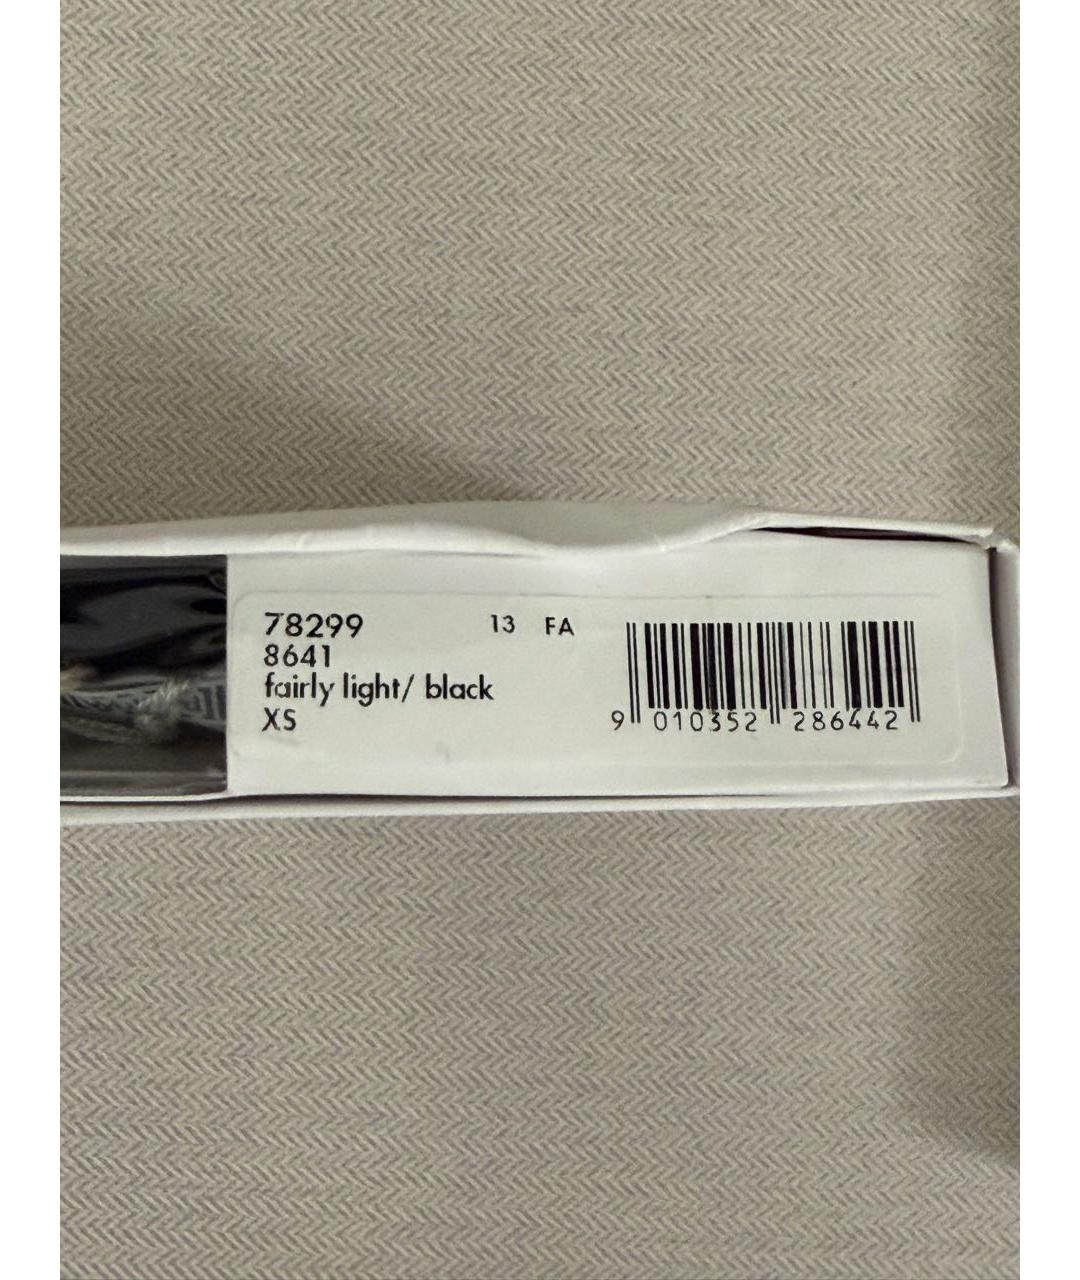 78299 13 FA
8641
fairly light/ black
XS
9 010352 286442